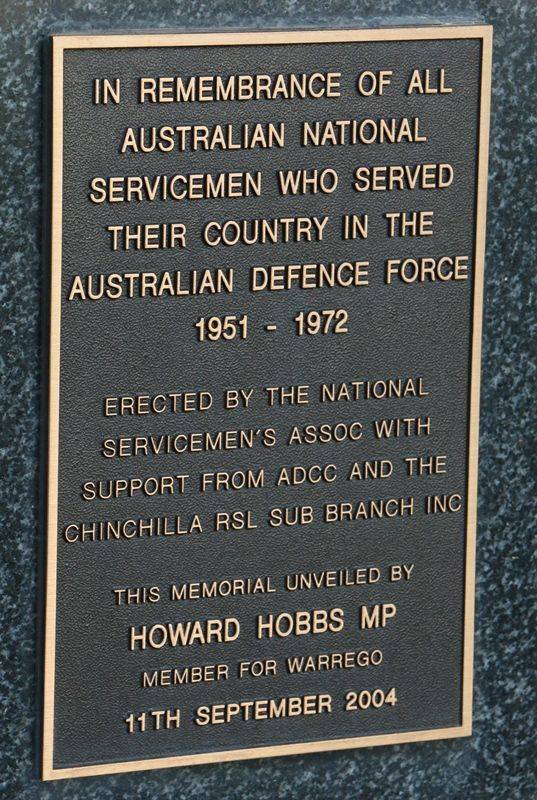 IN REMEMBRANCE OF ALL
AUSTRALIAN NATIONAL
SERVICEMEN WHO SERVED
THEIR COUNTRY IN THE
AUSTRALIAN DEFENCE FORCE
1951 - 1972
ERECTED BY THE NATIONAL
SERVICEMEN'S ASSOC WITH
SUPPORT FROM ADCC AND THE
CHINCHILLA RSL SUB BRANCH INC
THIS MEMORIAL UNVEILED BY
HOWARD HOBBS MP
MEMBER FOR WARREGO
11TH SEPTEMBER 2004